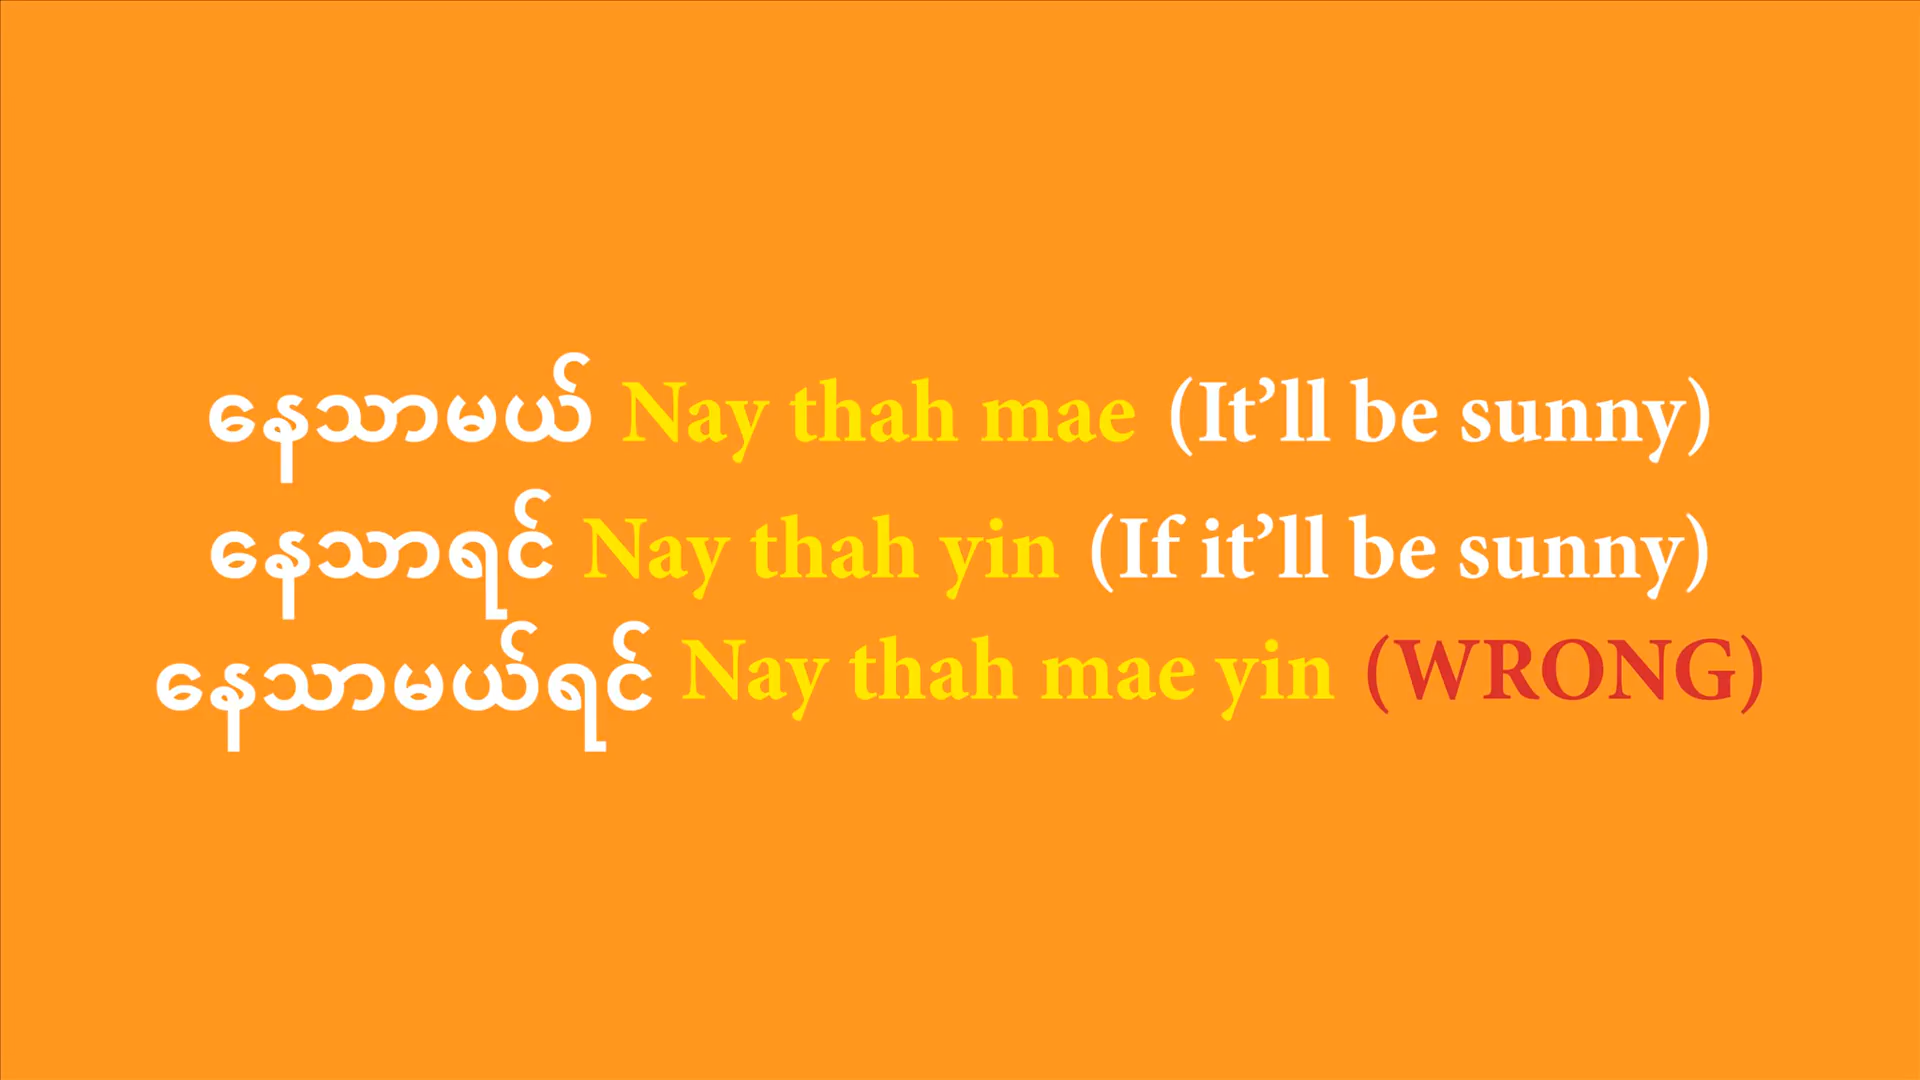 နေသာမယ် Nay thah mae (It’ll be sunny)
နေသာရင် Nay thah yin (If it’ll be sunny)
နေသာမယ်ရင် Nay thah mae yin (WRONG)